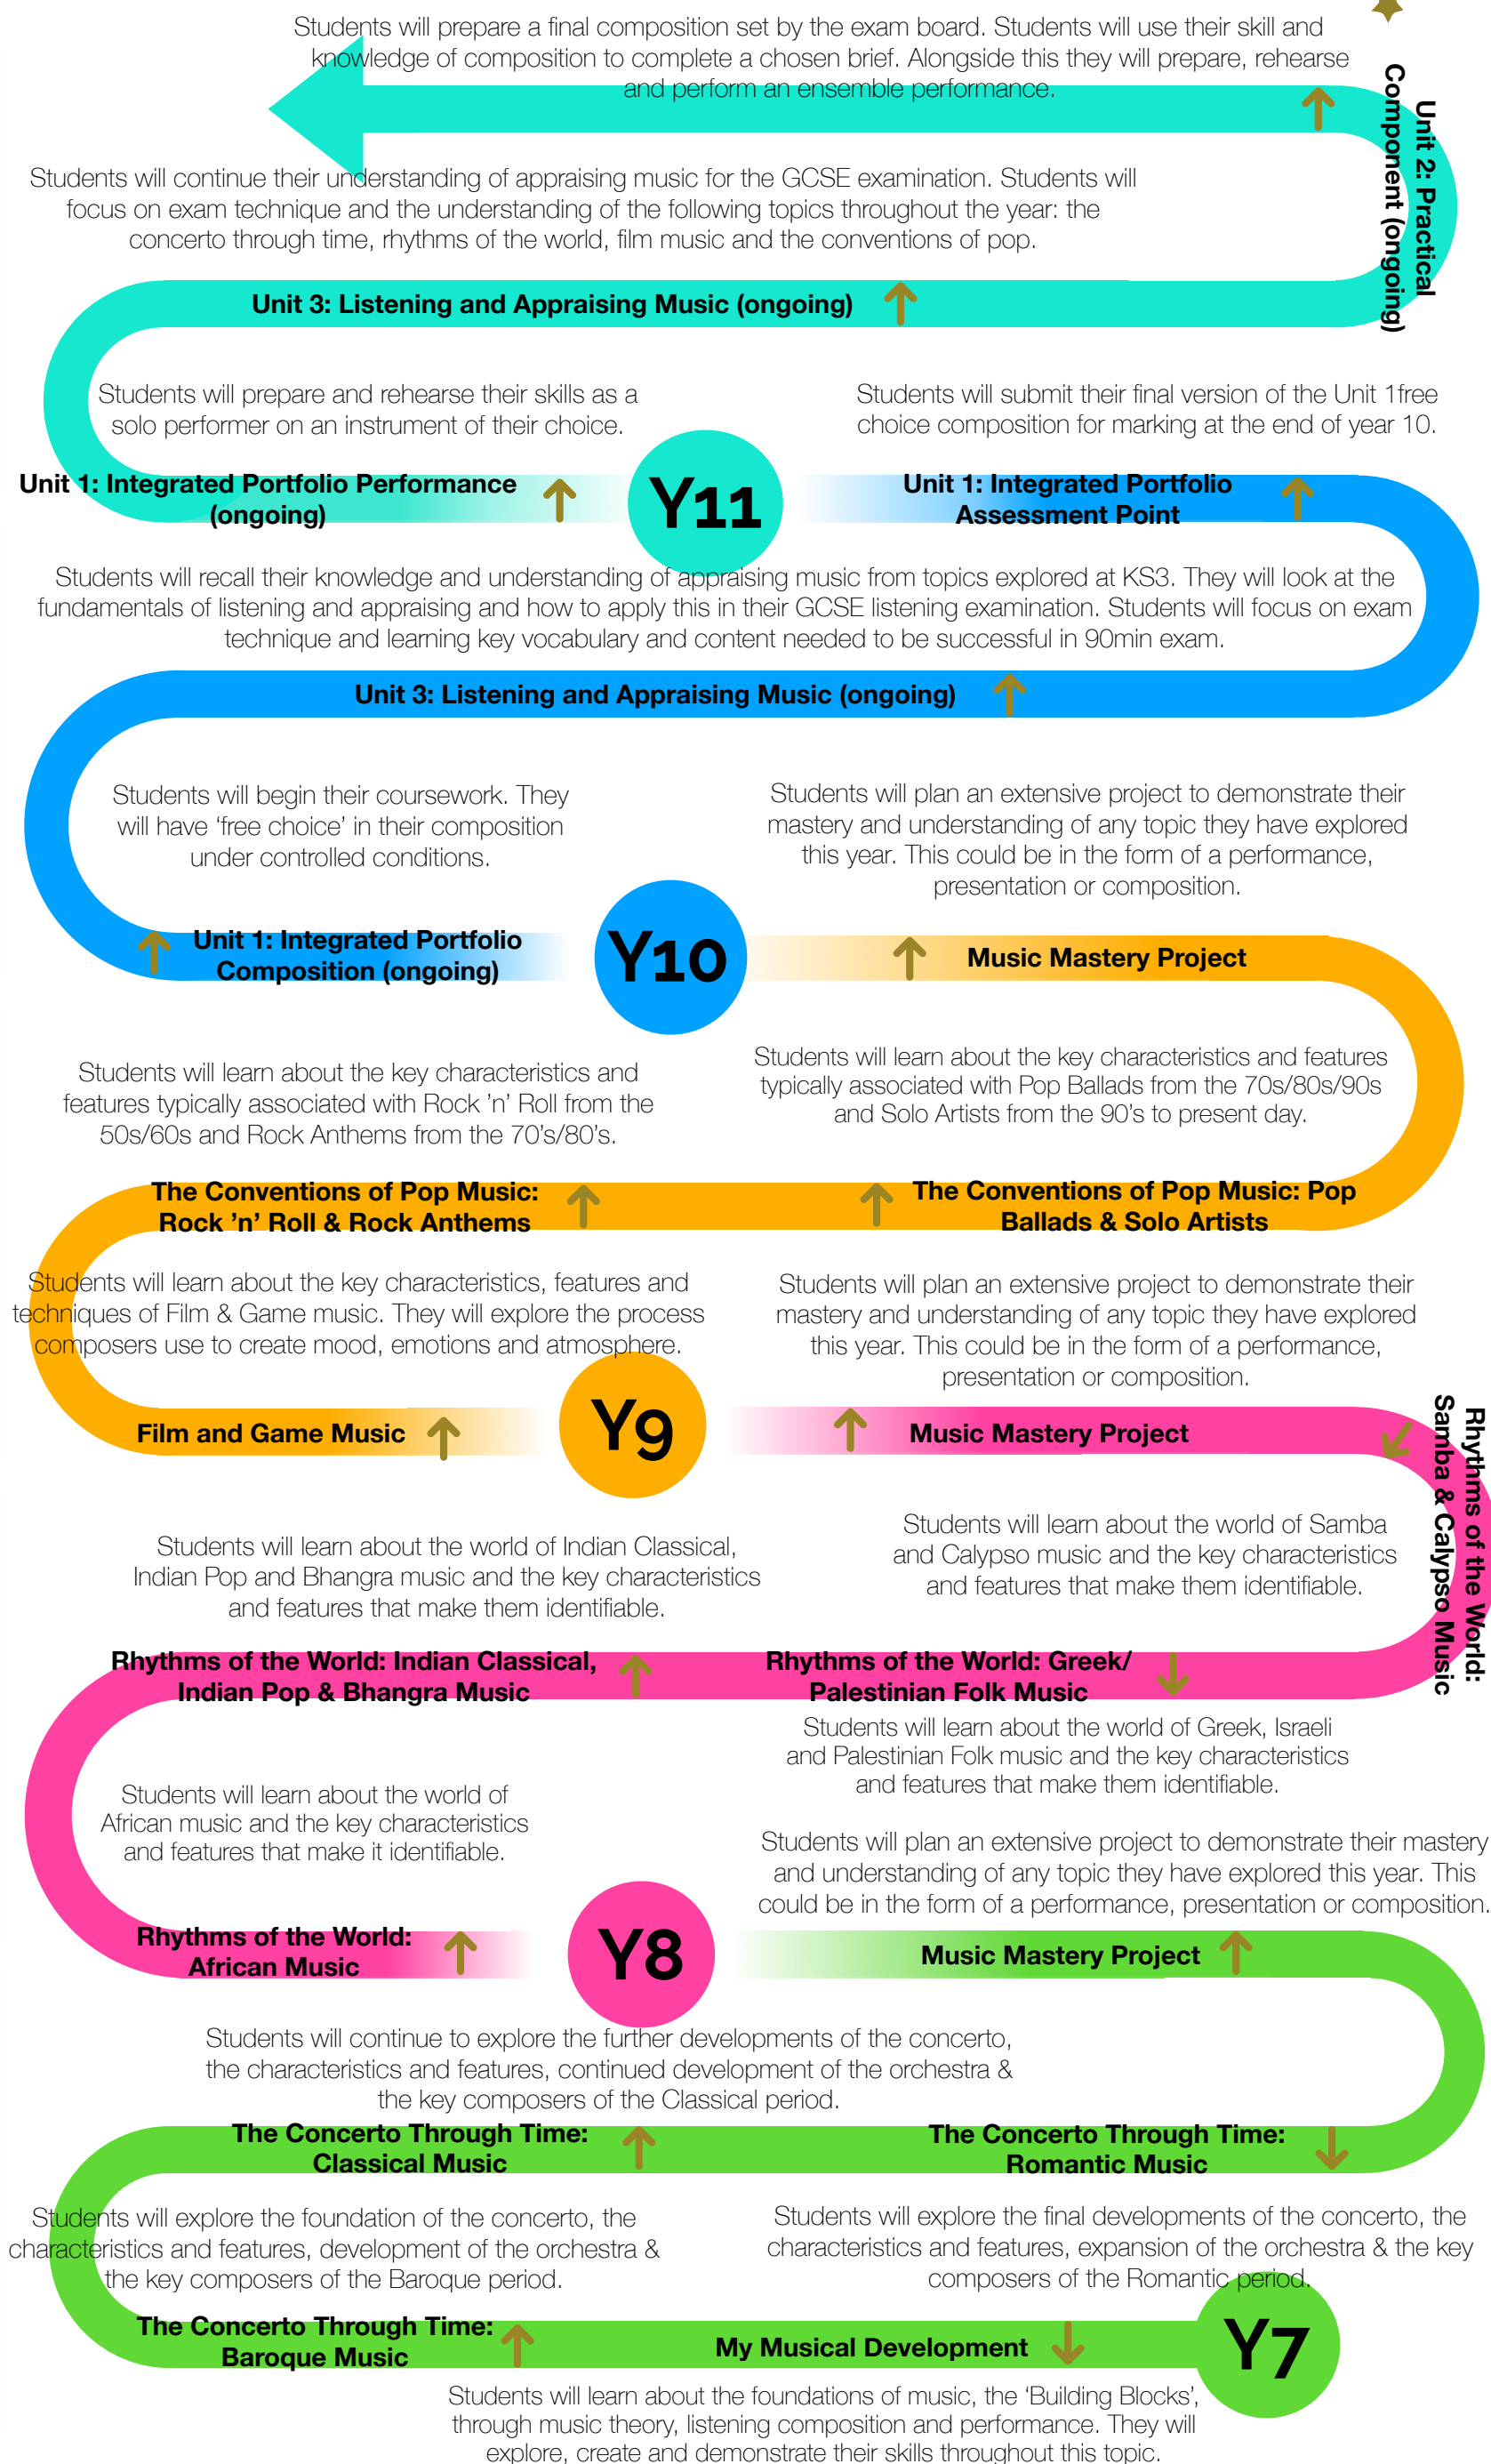 Students will prepare a final composition set by the exam board. Students will use their skill and
knowledge of composition to complete a chosen brief. Alongside this they will prepare, rehearse
and perform an ensemble performance.
Unit 2: Practical
Component (ongoing)
Students will continue their understanding of appraising music for the GCSE examination. Students will
focus on exam technique and the understanding of the following topics throughout the year: the
concerto through time, rhythms of the world, film music and the conventions of pop.
Unit 3: Listening and Appraising Music (ongoing)
Students will prepare and rehearse their skills as a
solo performer on an instrument of their choice.
Students will submit their final version of the Unit 1free
choice composition for marking at the end of year 10.
Unit 1: Integrated Portfolio Performance
(ongoing)
Y11
Unit 1: Integrated Portfolio
Assessment Point
Students will recall their knowledge and understanding of appraising music from topics explored at KS3. They will look at the
fundamentals of listening and appraising and how to apply this in their GCSE listening examination. Students will focus on exam
technique and learning key vocabulary and content needed to be successful in 90min exam.
Unit 3: Listening and Appraising Music (ongoing)
Students will begin their coursework. They
will have ‘free choice’ in their composition
under controlled conditions.
Students will plan an extensive project to demonstrate their
mastery and understanding of any topic they have explored
this year. This could be in the form of a performance,
presentation or composition.
Unit 1: Integrated Portfolio
Composition (ongoing)
Y10
Music Mastery Project
Students will learn about the key characteristics and
features typically associated with Rock ’n’ Roll from the
50s/60s and Rock Anthems from the 70’s/80’s.
Students will learn about the key characteristics and features
typically associated with Pop Ballads from the 70s/80s/90s
and Solo Artists from the 90’s to present day.
The Conventions of Pop Music:
Rock ’n’ Roll & Rock Anthems
The Conventions of Pop Music: Pop
Ballads & Solo Artists
Students will learn about the key characteristics, features and
techniques of Film & Game music. They will explore the process
composers use to create mood, emotions and atmosphere.
Students will plan an extensive project to demonstrate their
mastery and understanding of any topic they have explored
this year. This could be in the form of a performance,
presentation or composition.
Film and Game Music
Y9
Music Mastery Project
Rhythms of the World:
Samba & Calypso Music
Students will learn about the world of Indian Classical,
Indian Pop and Bhangra music and the key characteristics
and features that make them identifiable.
Students will learn about the world of Samba
and Calypso music and the key characteristics
and features that make them identifiable.
Rhythms of the World: Indian Classical,
Indian Pop & Bhangra Music
Rhythms of the World: Greek/
Palestinian Folk Music
Students will learn about the world of Greek, Israeli
and Palestinian Folk music and the key characteristics
and features that make them identifiable.
Students will learn about the world of
African music and the key characteristics
and features that make it identifiable.
Students will plan an extensive project to demonstrate their mastery
and understanding of any topic they have explored this year. This
could be in the form of a performance, presentation or composition.
Rhythms of the World:
African Music
Y8
Music Mastery Project
Students will continue to explore the further developments of the concerto,
the characteristics and features, continued development of the orchestra &
the key composers of the Classical period.
The Concerto Through Time:
Classical Music
The Concerto Through Time:
Romantic Music
Students will explore the foundation of the concerto, the
characteristics and features, development of the orchestra &
the key composers of the Baroque period.
Students will explore the final developments of the concerto, the
characteristics and features, expansion of the orchestra & the key
composers of the Romantic period.
The Concerto Through Time:
Baroque Music
My Musical Development
Y7
Students will learn about the foundations of music, the ‘Building Blocks’,
through music theory, listening composition and performance. They will
explore, create and demonstrate their skills throughout this topic.